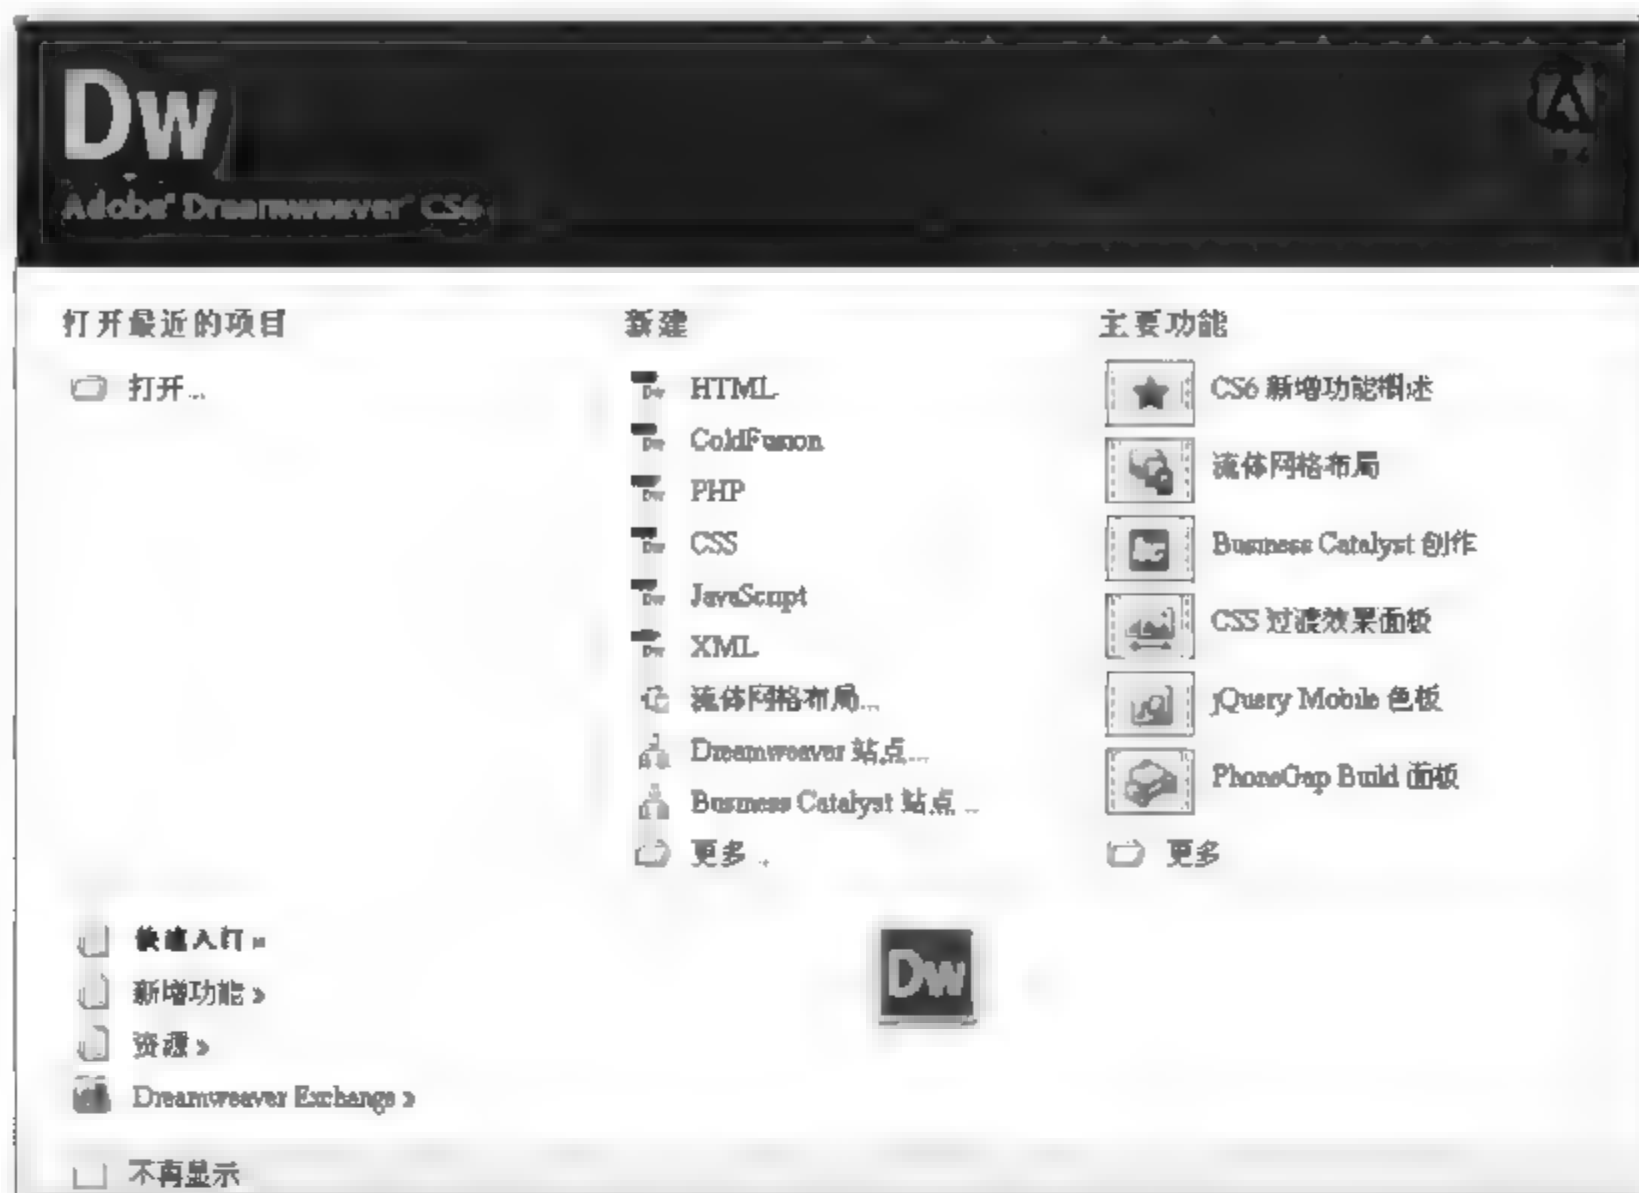 Dw
Adobe® Dreamweaver® CS6
打开最近的项目
打开...
新建
HTML
ColdFusion
PHP
CSS
JavaScript
XML
流体网格布局...
Dreamweaver 站点...
Business Catalyst 站点...
更多...
主要功能
CS6 新增功能概述
流体网格布局
Business Catalyst 创作
CSS 过渡效果面板
jQuery Mobile 色板
PhoneGap Build 面板
更多
快速入门 »
新增功能 »
资源 »
Dreamweaver Exchange »
Dw
不再显示